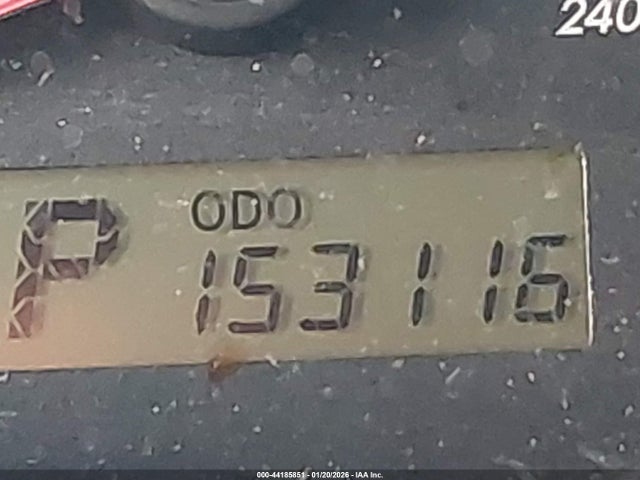 240
P ODO
153116
000-44185851 - 01/20/2026 - IAA Inc.